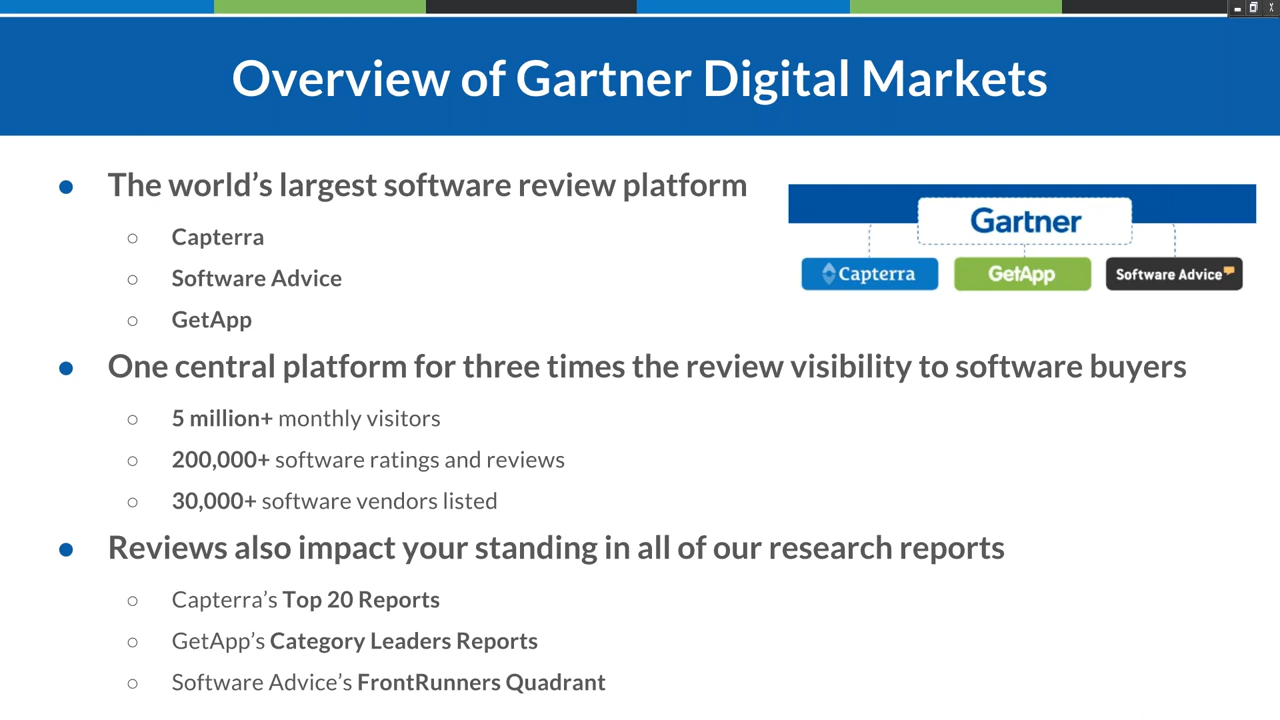 Overview of Gartner Digital Markets
● The world’s largest software review platform
○ Capterra
○ Software Advice
○ GetApp
Gartner
Capterra GetApp Software Advice
● One central platform for three times the review visibility to software buyers
○ 5 million+ monthly visitors
○ 200,000+ software ratings and reviews
○ 30,000+ software vendors listed
● Reviews also impact your standing in all of our research reports
○ Capterra’s Top 20 Reports
○ GetApp’s Category Leaders Reports
○ Software Advice’s FrontRunners Quadrant